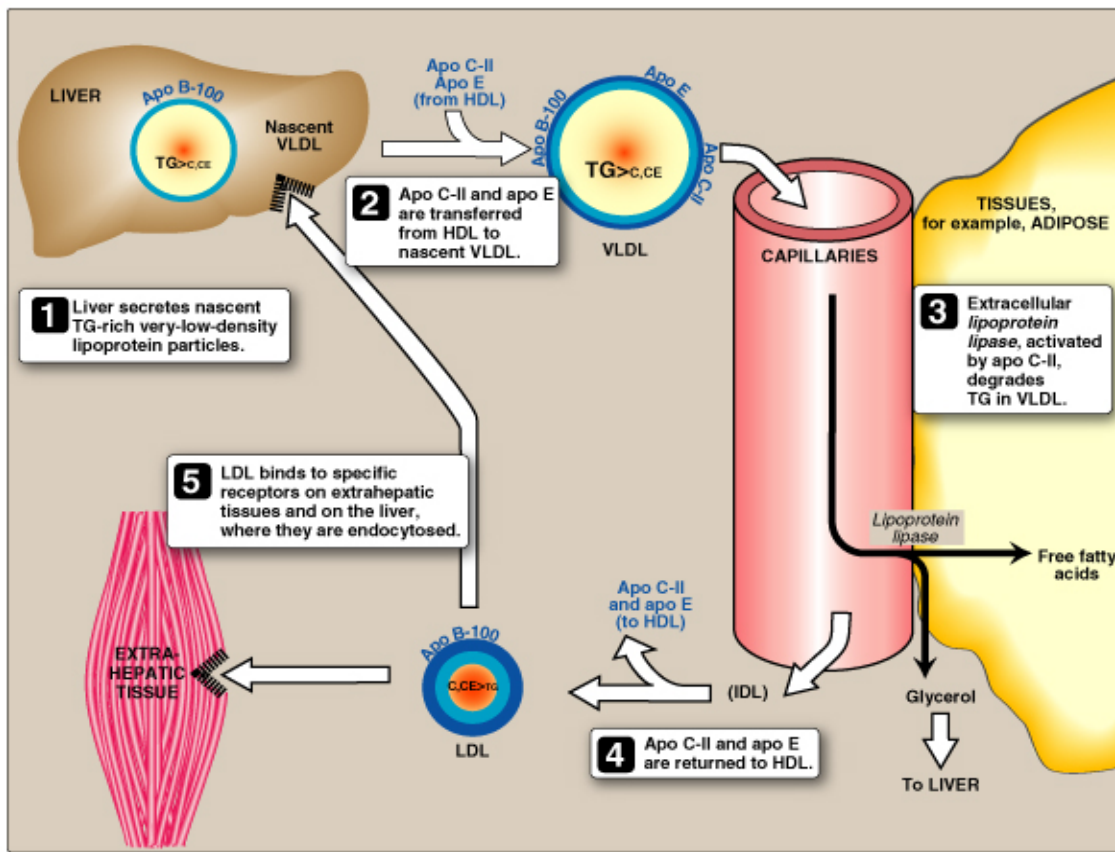 LIVER
Apo B-100
TG>C,CE
Nascent
VLDL
Apo C-II
Apo E
(from HDL)
Apo B-100
Apo E
Apo C-II
TG>C,CE
VLDL
2 Apo C-II and apo E
are transferred
from HDL to
nascent VLDL.
CAPILLARIES
TISSUES,
for example, ADIPOSE
1 Liver secretes nascent
TG-rich very-low-density
lipoprotein particles.
3 Extracellular
lipoprotein
lipase, activated
by apo C-II,
degrades
TG in VLDL.
5 LDL binds to specific
receptors on extrahepatic
tissues and on the liver,
where they are endocytosed.
Lipoprotein
lipase
Free fatty
acids
Apo C-II
and apo E
(to HDL)
EXTRA-
HEPATIC
TISSUE
Apo B-100
C,CE>TG
LDL
(IDL)
Glycerol
4 Apo C-II and apo E
are returned to HDL.
To LIVER